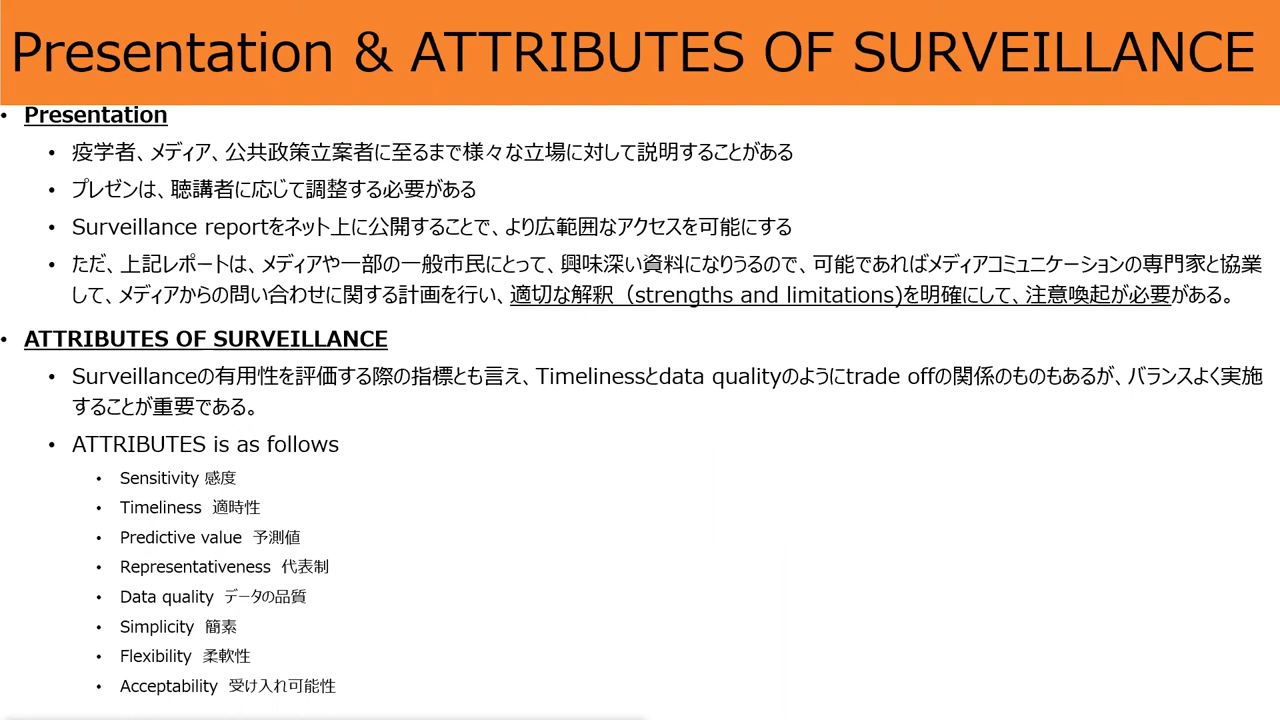 Presentation & ATTRIBUTES OF SURVEILLANCE
• Presentation
• 疫学者、メディア、公共政策立案者に至るまで様々な立場に対して説明することがある
• プレゼンは、聴講者に応じて調整する必要がある
• Surveillance reportをネット上に公開することで、より広範囲なアクセスを可能にする
• ただ、上記レポートは、メディアや一部の一般市民にとって、興味深い資料になりうるので、可能であればメディアコミュニケーションの専門家と協業
して、メディアからの問い合わせに関する計画を行い、適切な解釈（strengths and limitations)を明確にして、注意喚起が必要がある。
• ATTRIBUTES OF SURVEILLANCE
• Surveillanceの有用性を評価する際の指標とも言え、Timelinessとdata qualityのようにtrade offの関係のものもあるが、バランスよく実施
することが重要である。
• ATTRIBUTES is as follows
• Sensitivity 感度
• Timeliness 適時性
• Predictive value 予測値
• Representativeness 代表制
• Data quality データの品質
• Simplicity 簡素
• Flexibility 柔軟性
• Acceptability 受け入れ可能性